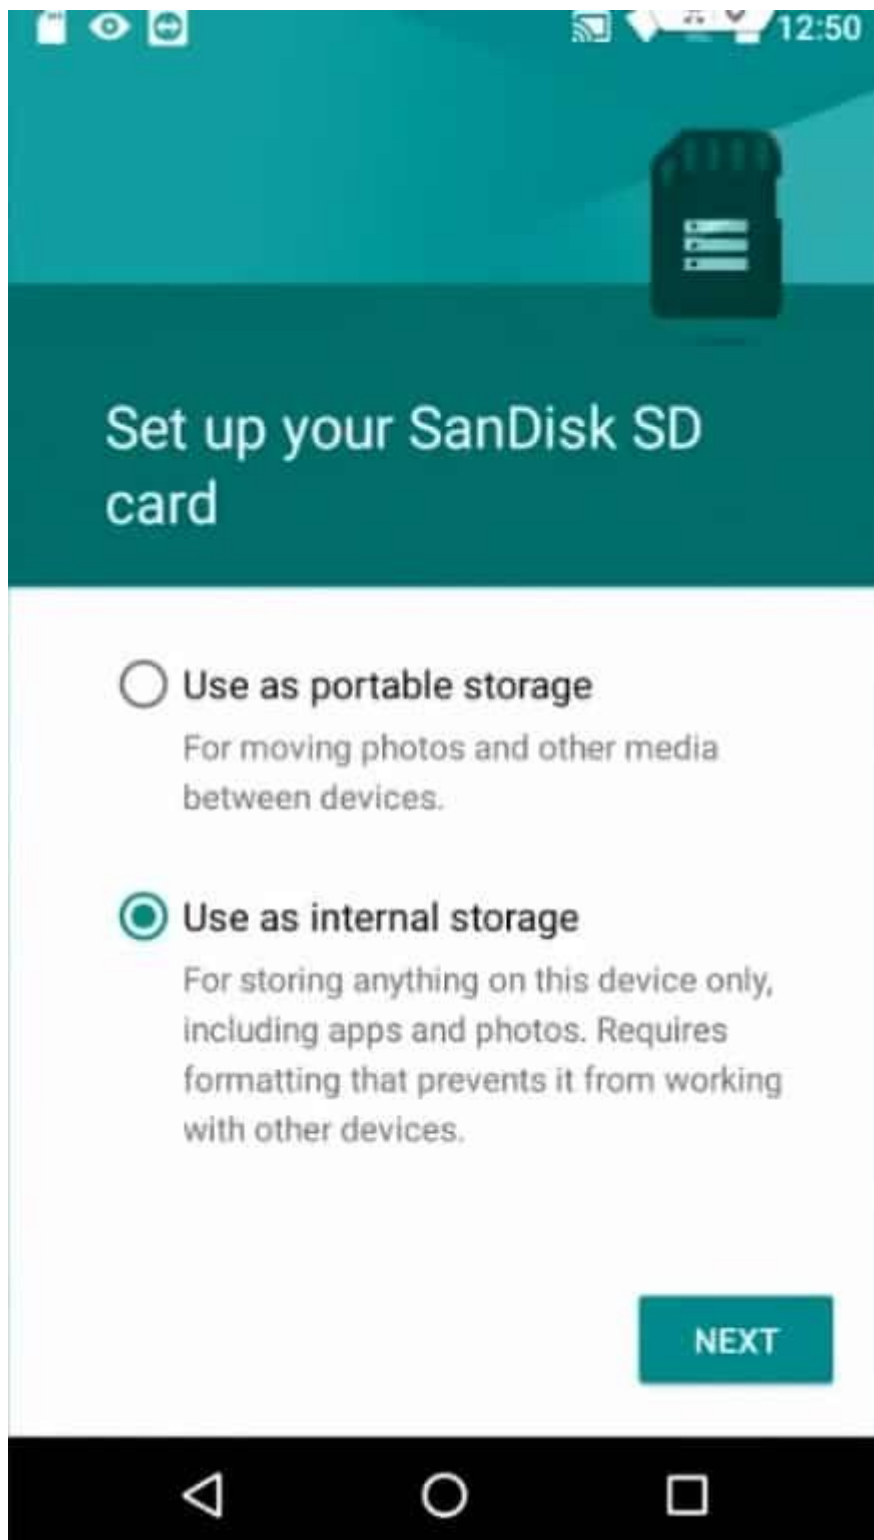 12:50
Set up your SanDisk SD
card
Use as portable storage
For moving photos and other media
between devices.
Use as internal storage
For storing anything on this device only,
including apps and photos. Requires
formatting that prevents it from working
with other devices.
NEXT